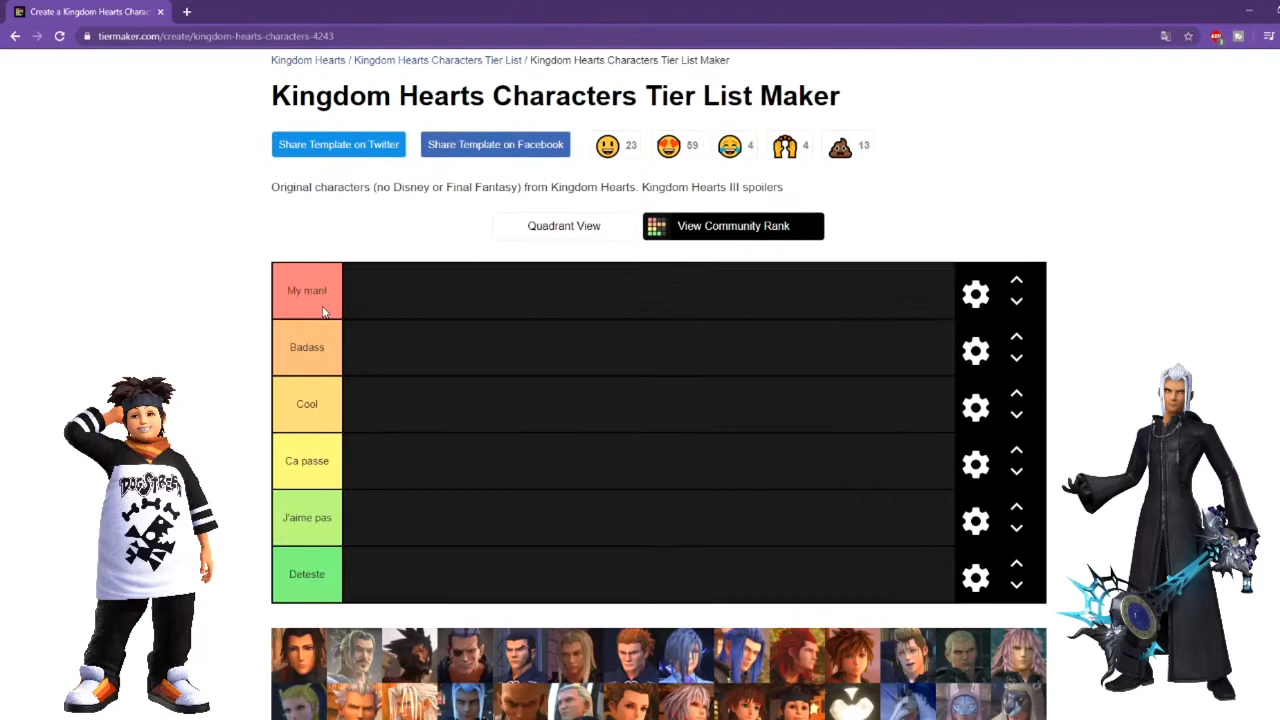 Create a Kingdom Hearts Charac
tiermaker.com/create/kingdom-hearts-characters-4243
Kingdom Hearts / Kingdom Hearts Characters Tier List / Kingdom Hearts Characters Tier List Maker
Kingdom Hearts Characters Tier List Maker
Share Template on Twitter
Share Template on Facebook
23
59
4
4
13
Original characters (no Disney or Final Fantasy) from Kingdom Hearts. Kingdom Hearts III spoilers
Quadrant View
View Community Rank
My man!
Badass
Cool
Ca passe
J'aime pas
Deteste
DOGSTREET